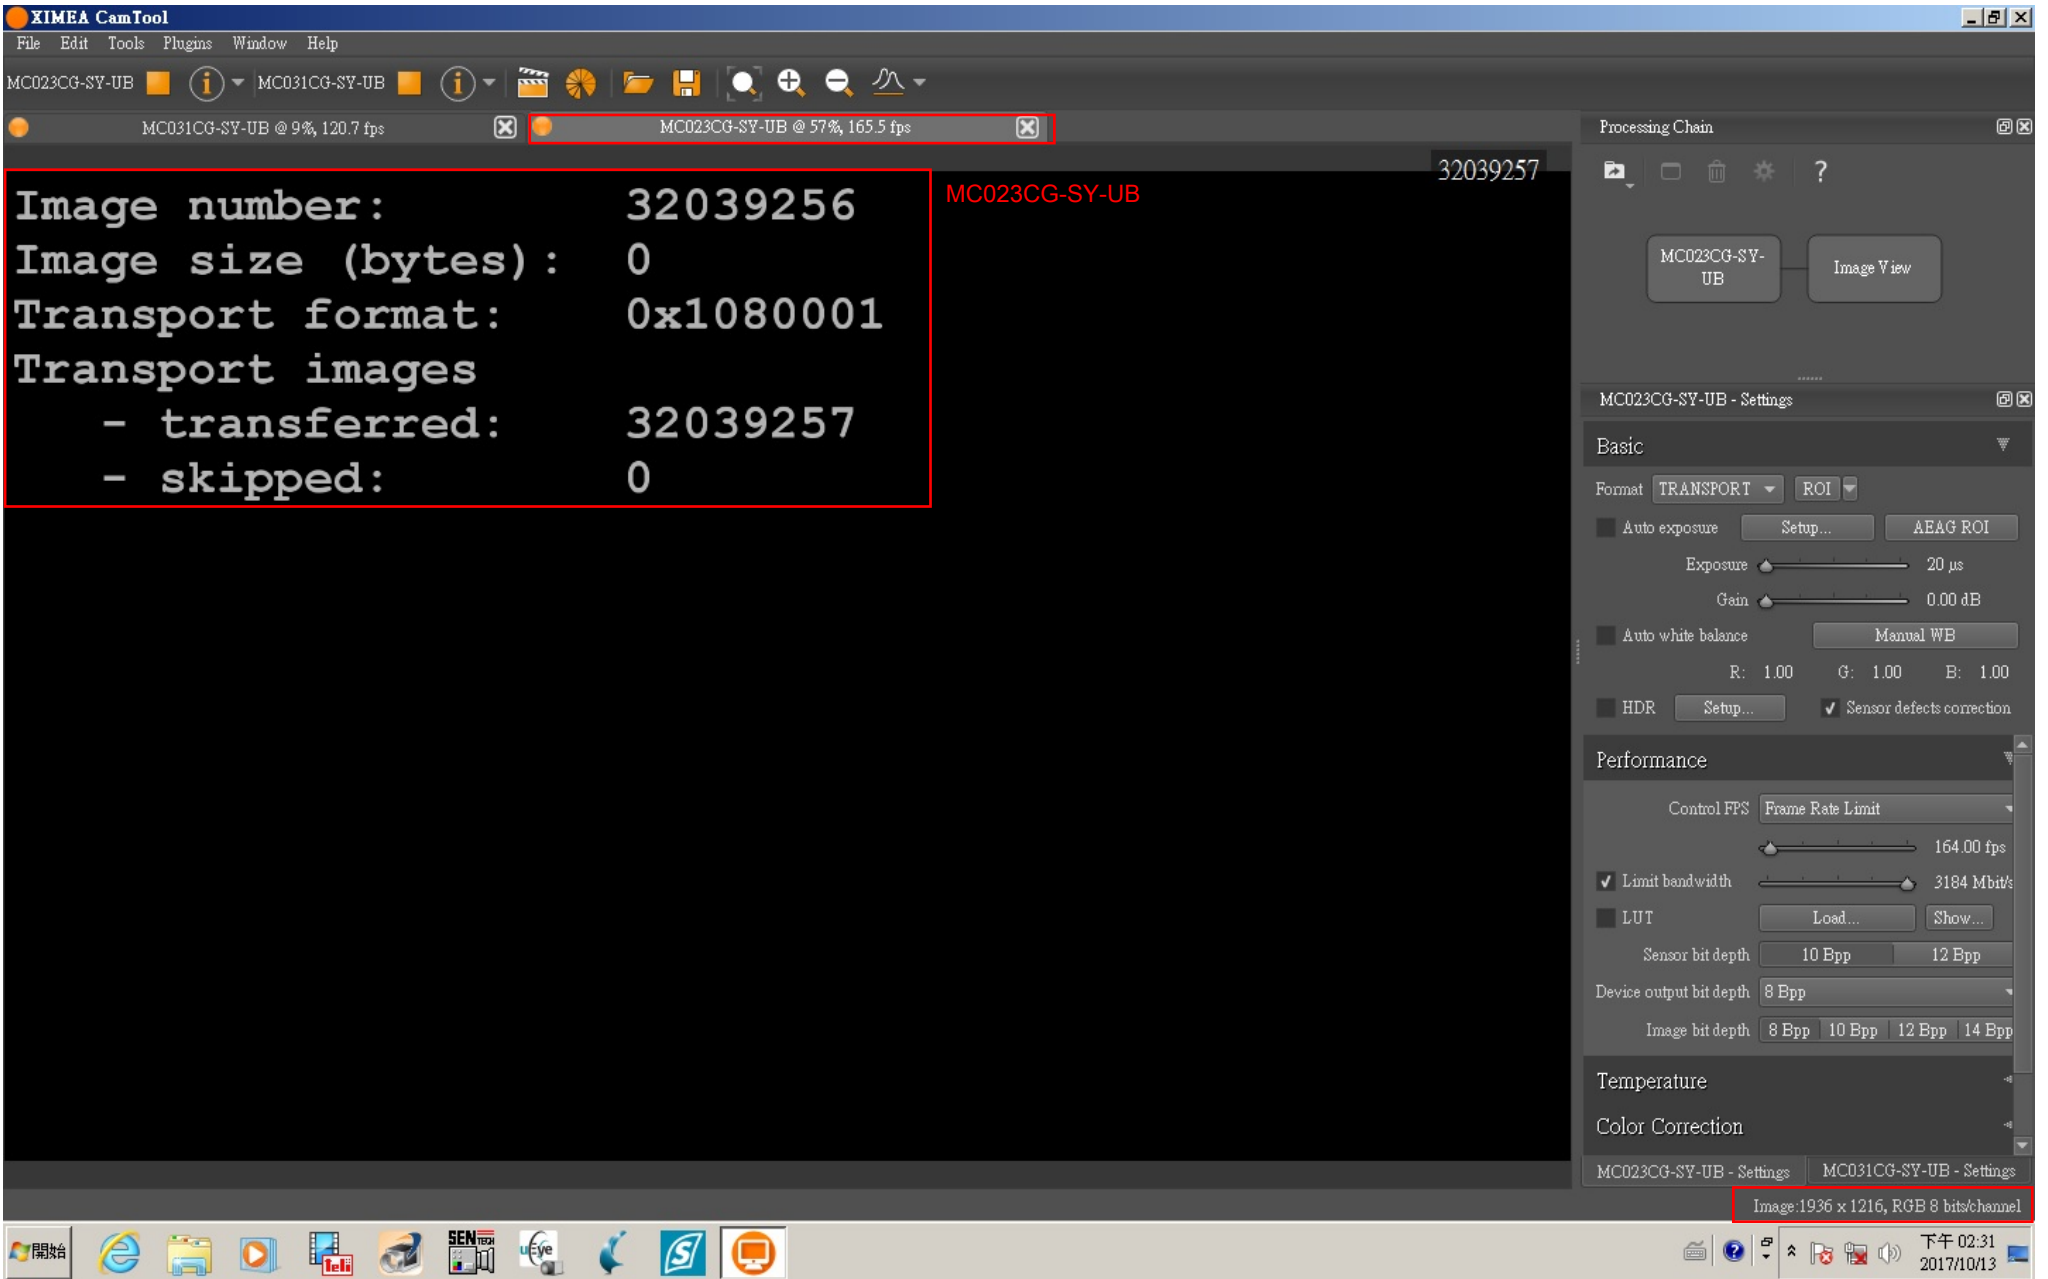 XIMEA CamTool
File Edit Tools Plugins Window Help
MC023CG-SY-UB MC031CG-SY-UB
MC031CG-SY-UB @ 9%, 120.7 fps
MC023CG-SY-UB @ 57%, 165.5 fps
32039257
Image number: 32039256
Image size (bytes): 0
Transport format: 0x1080001
Transport images
- transferred: 32039257
- skipped: 0
MC023CG-SY-UB
Processing Chain
?
MC023CG-SY-
UB
Image View
MC023CG-SY-UB - Settings
Basic
Format TRANSPORT ROI
Auto exposure Setup... AEAG ROI
Exposure 20 µs
Gain 0.00 dB
Auto white balance Manual WB
R: 1.00 G: 1.00 B: 1.00
HDR Setup... Sensor defects correction
Performance
Control FPS Frame Rate Limit
164.00 fps
Limit bandwidth 3184 Mbit/s
LUT Load... Show...
Sensor bit depth 10 Bpp 12 Bpp
Device output bit depth 8 Bpp
Image bit depth 8 Bpp 10 Bpp 12 Bpp 14 Bpp
Temperature
Color Correction
MC023CG-SY-UB - Settings MC031CG-SY-UB - Settings
Image:1936 x 1216, RGB 8 bits/channel
開始
Teli
SENTECH
uEye
下午 02:31
2017/10/13